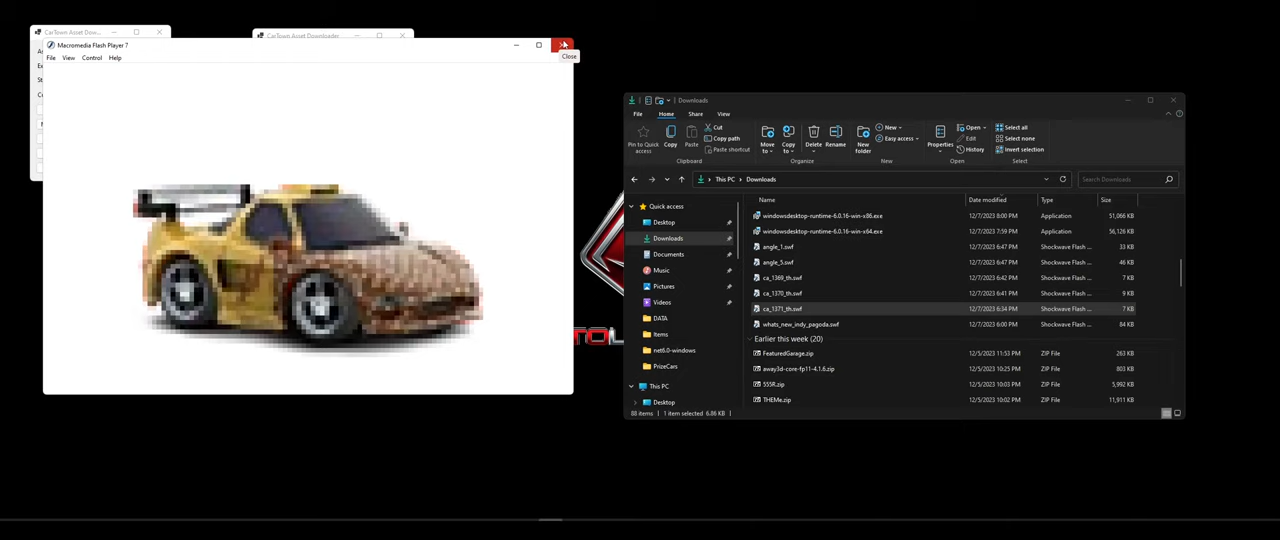 CarTown Asset Dow...
CarTown Asset Downloader
Macromedia Flash Player 7
File View Control Help
Close
Downloads
File Home Share View
Pin to Quick access
Copy
Paste
Cut
Copy path
Paste shortcut
Clipboard
Move to
Copy to
Delete
Rename
Organize
New folder
New
Easy access
New
Properties
Open
Edit
History
Open
Select all
Select none
Invert selection
Select
This PC Downloads
Search Downloads
Quick access
Desktop
Downloads
Documents
Music
Pictures
Videos
DATA
Items
net6.0-windows
PrizeCars
This PC
Desktop
Name Date modified Type Size
windowsdesktop-runtime-6.0.16-win-x86.exe 12/7/2023 8:00 PM Application 51,066 KB
windowsdesktop-runtime-6.0.16-win-x64.exe 12/7/2023 7:59 PM Application 56,126 KB
angle_1.swf 12/7/2023 7:09 PM Shockwave Flash ... 33 KB
angle_5.swf 12/7/2023 7:09 PM Shockwave Flash ... 46 KB
ca_1369_th.swf 12/7/2023 6:42 PM Shockwave Flash ... 7 KB
ca_1370_th.swf 12/7/2023 6:41 PM Shockwave Flash ... 9 KB
ca_1371_th.swf 12/7/2023 6:34 PM Shockwave Flash ... 7 KB
whats_new_indy_pagoda.swf 12/7/2023 6:00 PM Shockwave Flash ... 84 KB
Earlier this week (20)
FeaturedGarage.zip 12/5/2023 11:53 PM ZIP File 263 KB
away3d-core-fp11-4.1.6.zip 12/5/2023 10:25 PM ZIP File 803 KB
555R.zip 12/5/2023 10:03 PM ZIP File 5,992 KB
THEMe.zip 12/5/2023 10:02 PM ZIP File 11,911 KB
88 items 1 item selected 6.86 KB